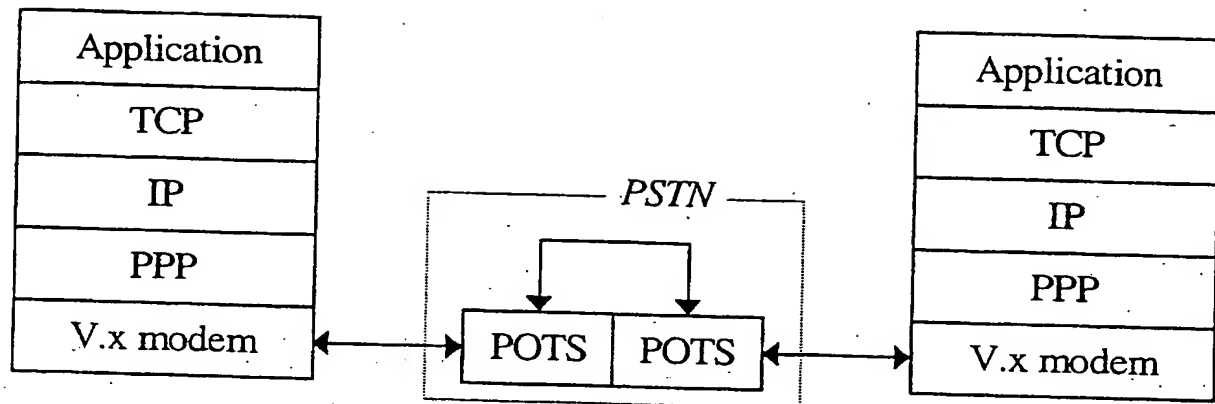 Application
TCP
IP
PPP
V.x modem
PSTN
POTS POTS
Application
TCP
IP
PPP
V.x modem